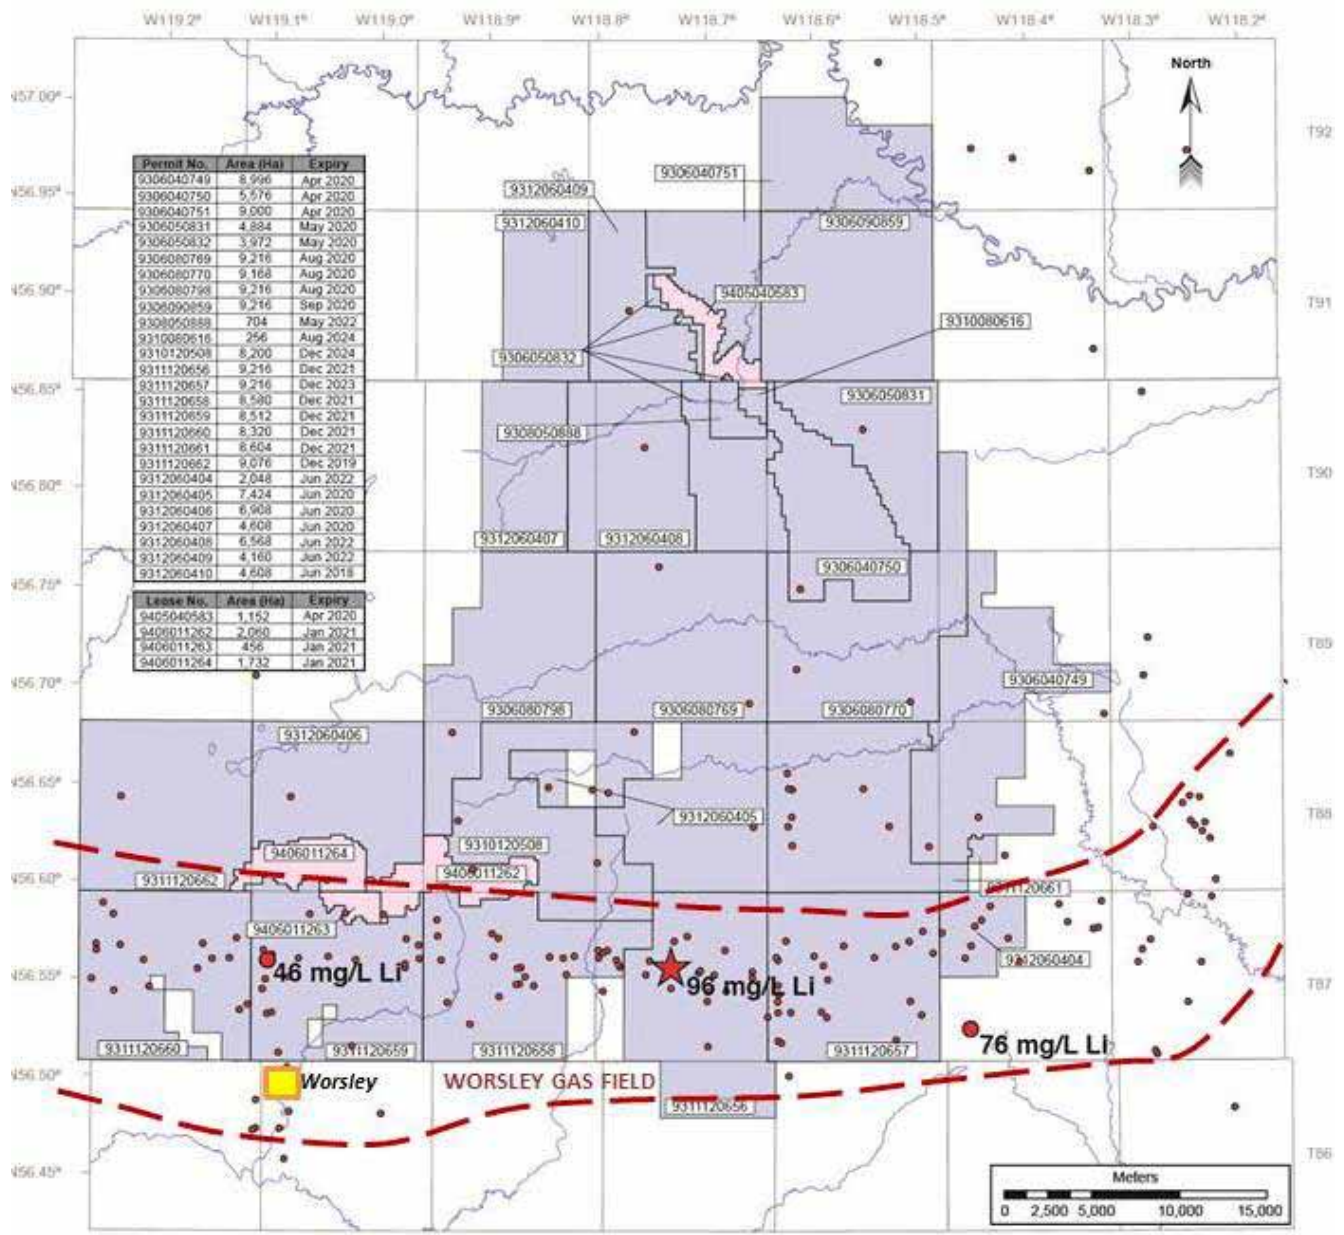 W119.2° W119.1° W119.0° W118.9° W118.8° W118.7° W118.6° W118.5° W118.4° W118.3° W118.2°
North
N57.00°
T92
Permit No. Area (Ha) Expiry
9306040749 8,996 Apr 2020
9306040750 5,576 Apr 2020
9306040751 9,000 Apr 2020
9306050831 4,884 May 2020
9306050832 3,972 May 2020
9306080769 9,216 Aug 2020
9306080770 9,168 Aug 2020
9306080798 9,216 Aug 2020
9306090859 9,216 Sep 2020
9308050888 704 May 2022
9310080616 256 Aug 2024
9310120508 8,200 Dec 2024
9311120656 9,216 Dec 2021
9311120657 9,216 Dec 2023
9311120658 8,580 Dec 2021
9311120659 8,512 Dec 2021
9311120660 8,320 Dec 2021
9311120661 8,604 Dec 2021
9311120662 9,076 Dec 2019
9312060404 2,048 Jun 2022
9312060405 7,424 Jun 2020
9312060406 6,908 Jun 2020
9312060407 4,608 Jun 2020
9312060408 6,568 Jun 2022
9312060409 4,160 Jun 2022
9312060410 4,608 Jun 2018
Lease No. Area (Ha) Expiry
9405040583 1,152 Apr 2020
9406011262 2,060 Jan 2021
9406011263 456 Jan 2021
9406011264 1,732 Jan 2021
9306040751
9312060409
N56.95°
9312060410
9306090859
N56.90°
9405040583
T91
9310080616
9306050832
N56.85°
9306050831
9308050888
T90
N56.80°
9312060407
9312060408
9306040750
N56.75°
T85
9306040749
N56.70°
9306080798
9306080769
9306080770
9312060406
N56.65°
9312060405
T88
9310120508
9406011264
9406011262
N56.60°
9311120662
9311120661
9406011263
9312060404
N56.55°
46 mg/L Li
96 mg/L Li
T87
76 mg/L Li
9311120660
9311120659
9311120658
9311120657
N56.50°
Worsley
WORSLEY GAS FIELD
9311120656
T86
N56.45°
Meters
0 2,500 5,000 10,000 15,000